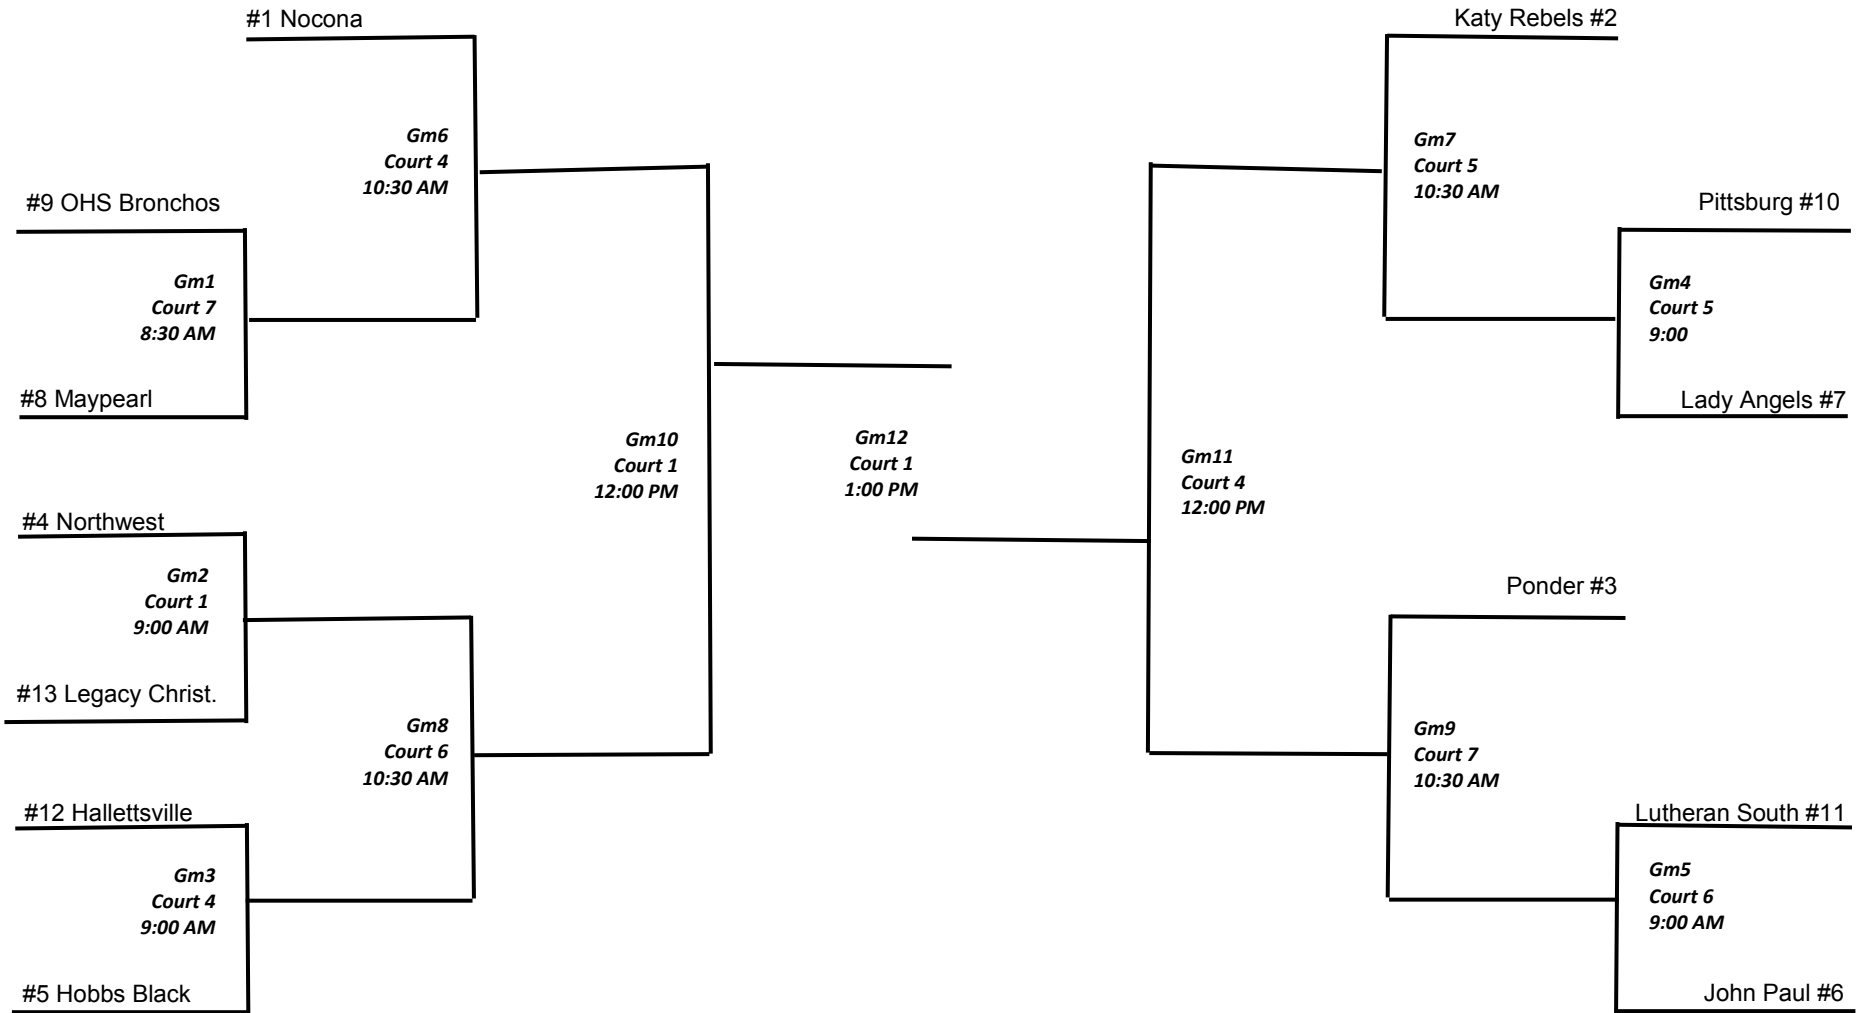 #1 Nocona
Gm6
Court 4
10:30 AM
#9 OHS Bronchos
Gm1
Court 7
8:30 AM
#8 Maypearl
Gm10
Court 1
12:00 PM
#4 Northwest
Gm2
Court 1
9:00 AM
#13 Legacy Christ.
Gm8
Court 6
10:30 AM
#12 Hallettsville
Gm3
Court 4
9:00 AM
#5 Hobbs Black
Gm12
Court 1
1:00 PM
Katy Rebels #2
Gm7
Court 5
10:30 AM
Pittsburg #10
Gm4
Court 5
9:00
Lady Angels #7
Gm11
Court 4
12:00 PM
Ponder #3
Gm9
Court 7
10:30 AM
Lutheran South #11
Gm5
Court 6
9:00 AM
John Paul #6